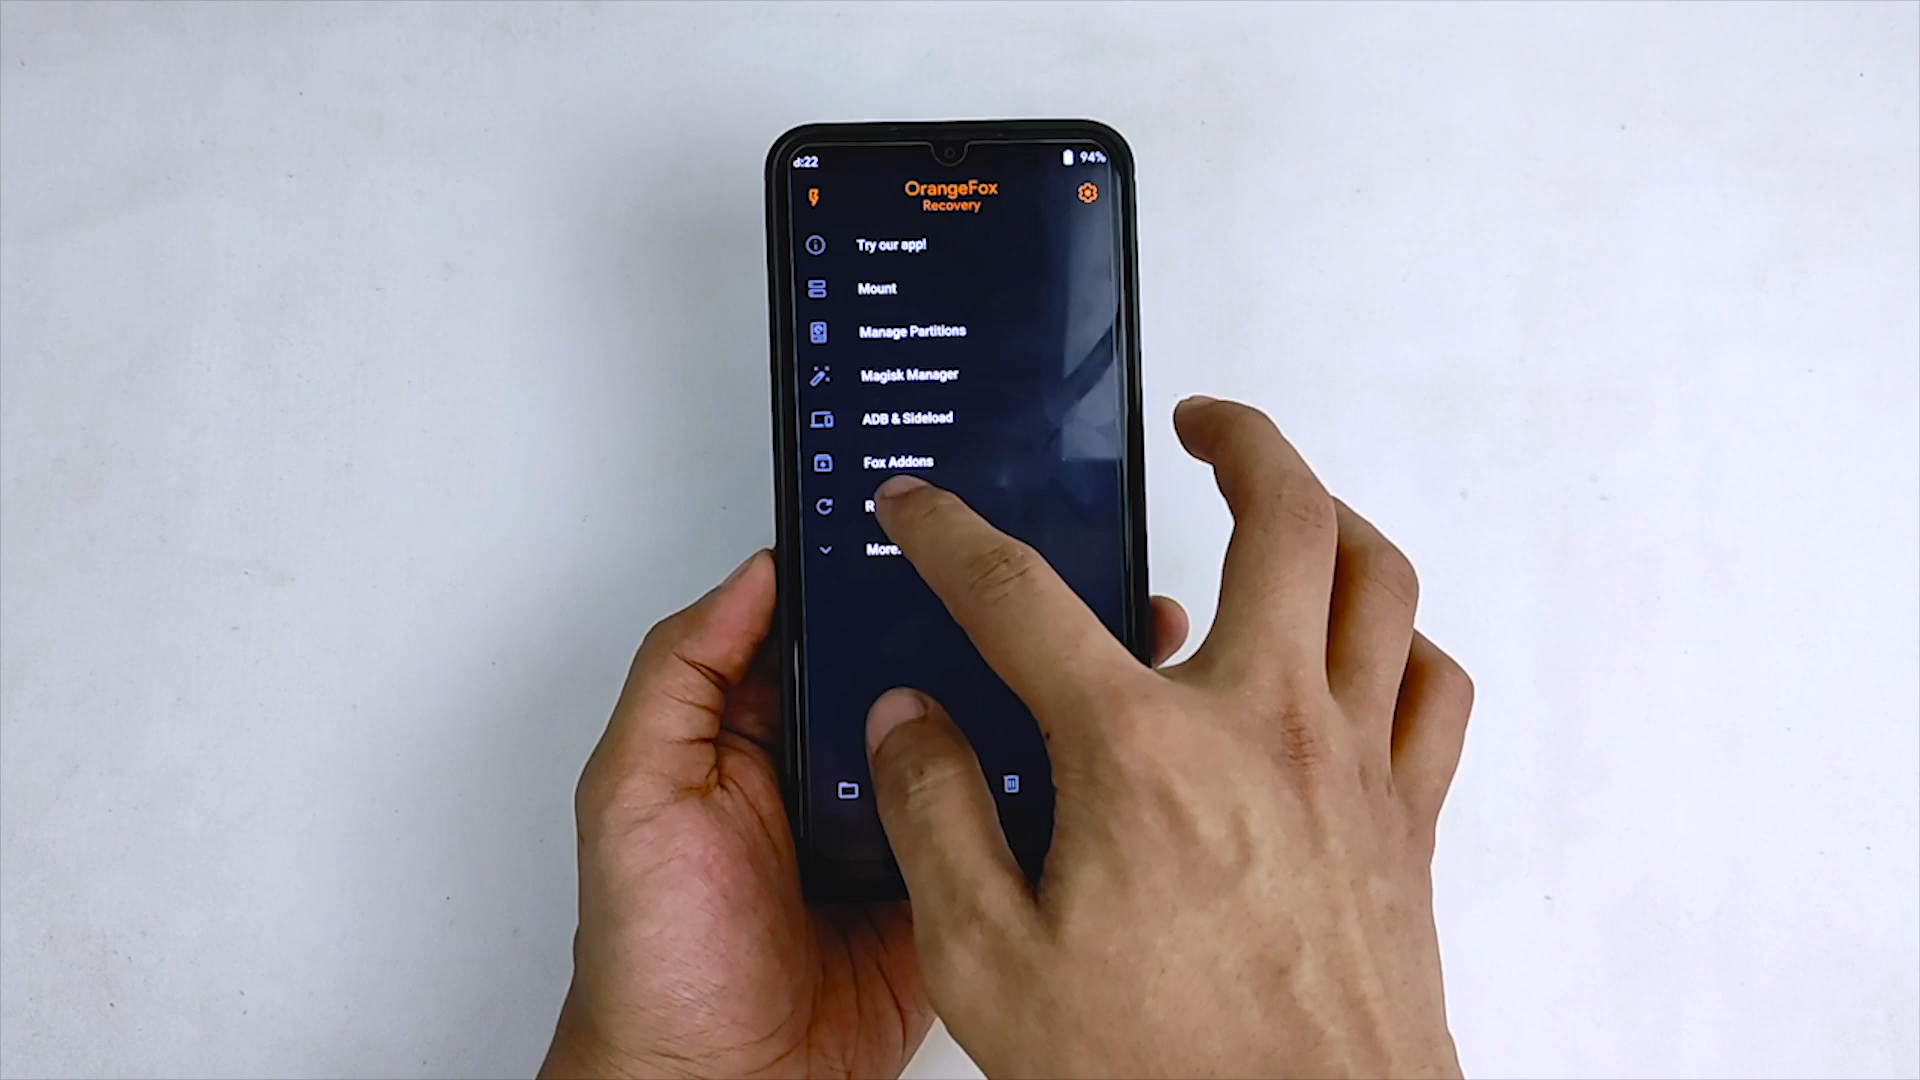 94%
OrangeFox
Recovery
Try our app!
Mount
Manage Partitions
Magisk Manager
ADB & Sideload
Fox Addons
More.